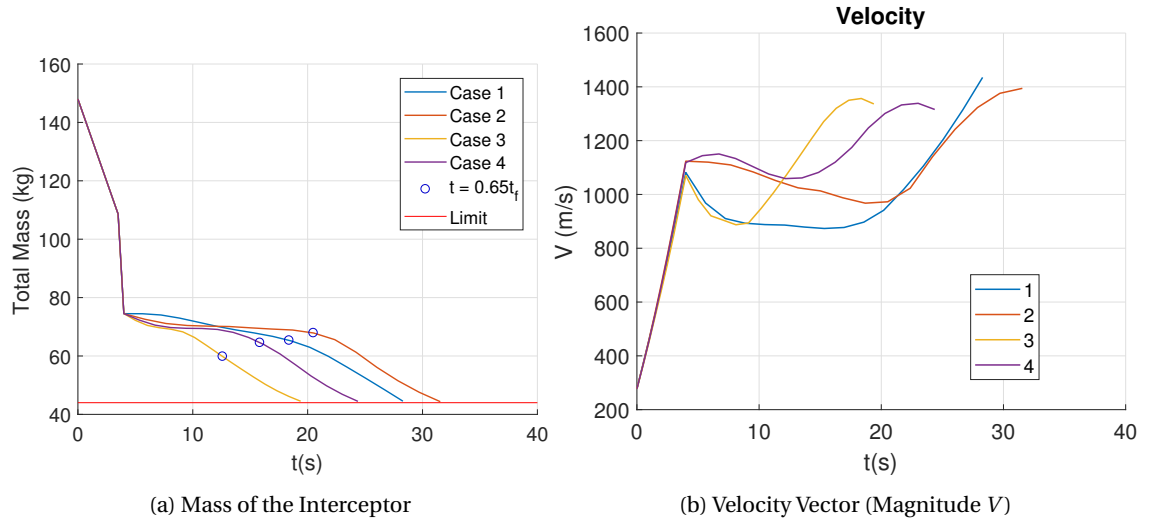 160
140
120
100
80
60
40
0
10
20
30
40
Total Mass (kg)
t(s)
Case 1
Case 2
Case 3
Case 4
t = 0.65t_f
Limit
(a) Mass of the Interceptor
Velocity
1600
1400
1200
1000
800
600
400
200
0
10
20
30
40
V (m/s)
t(s)
1
2
3
4
(b) Velocity Vector (Magnitude V)